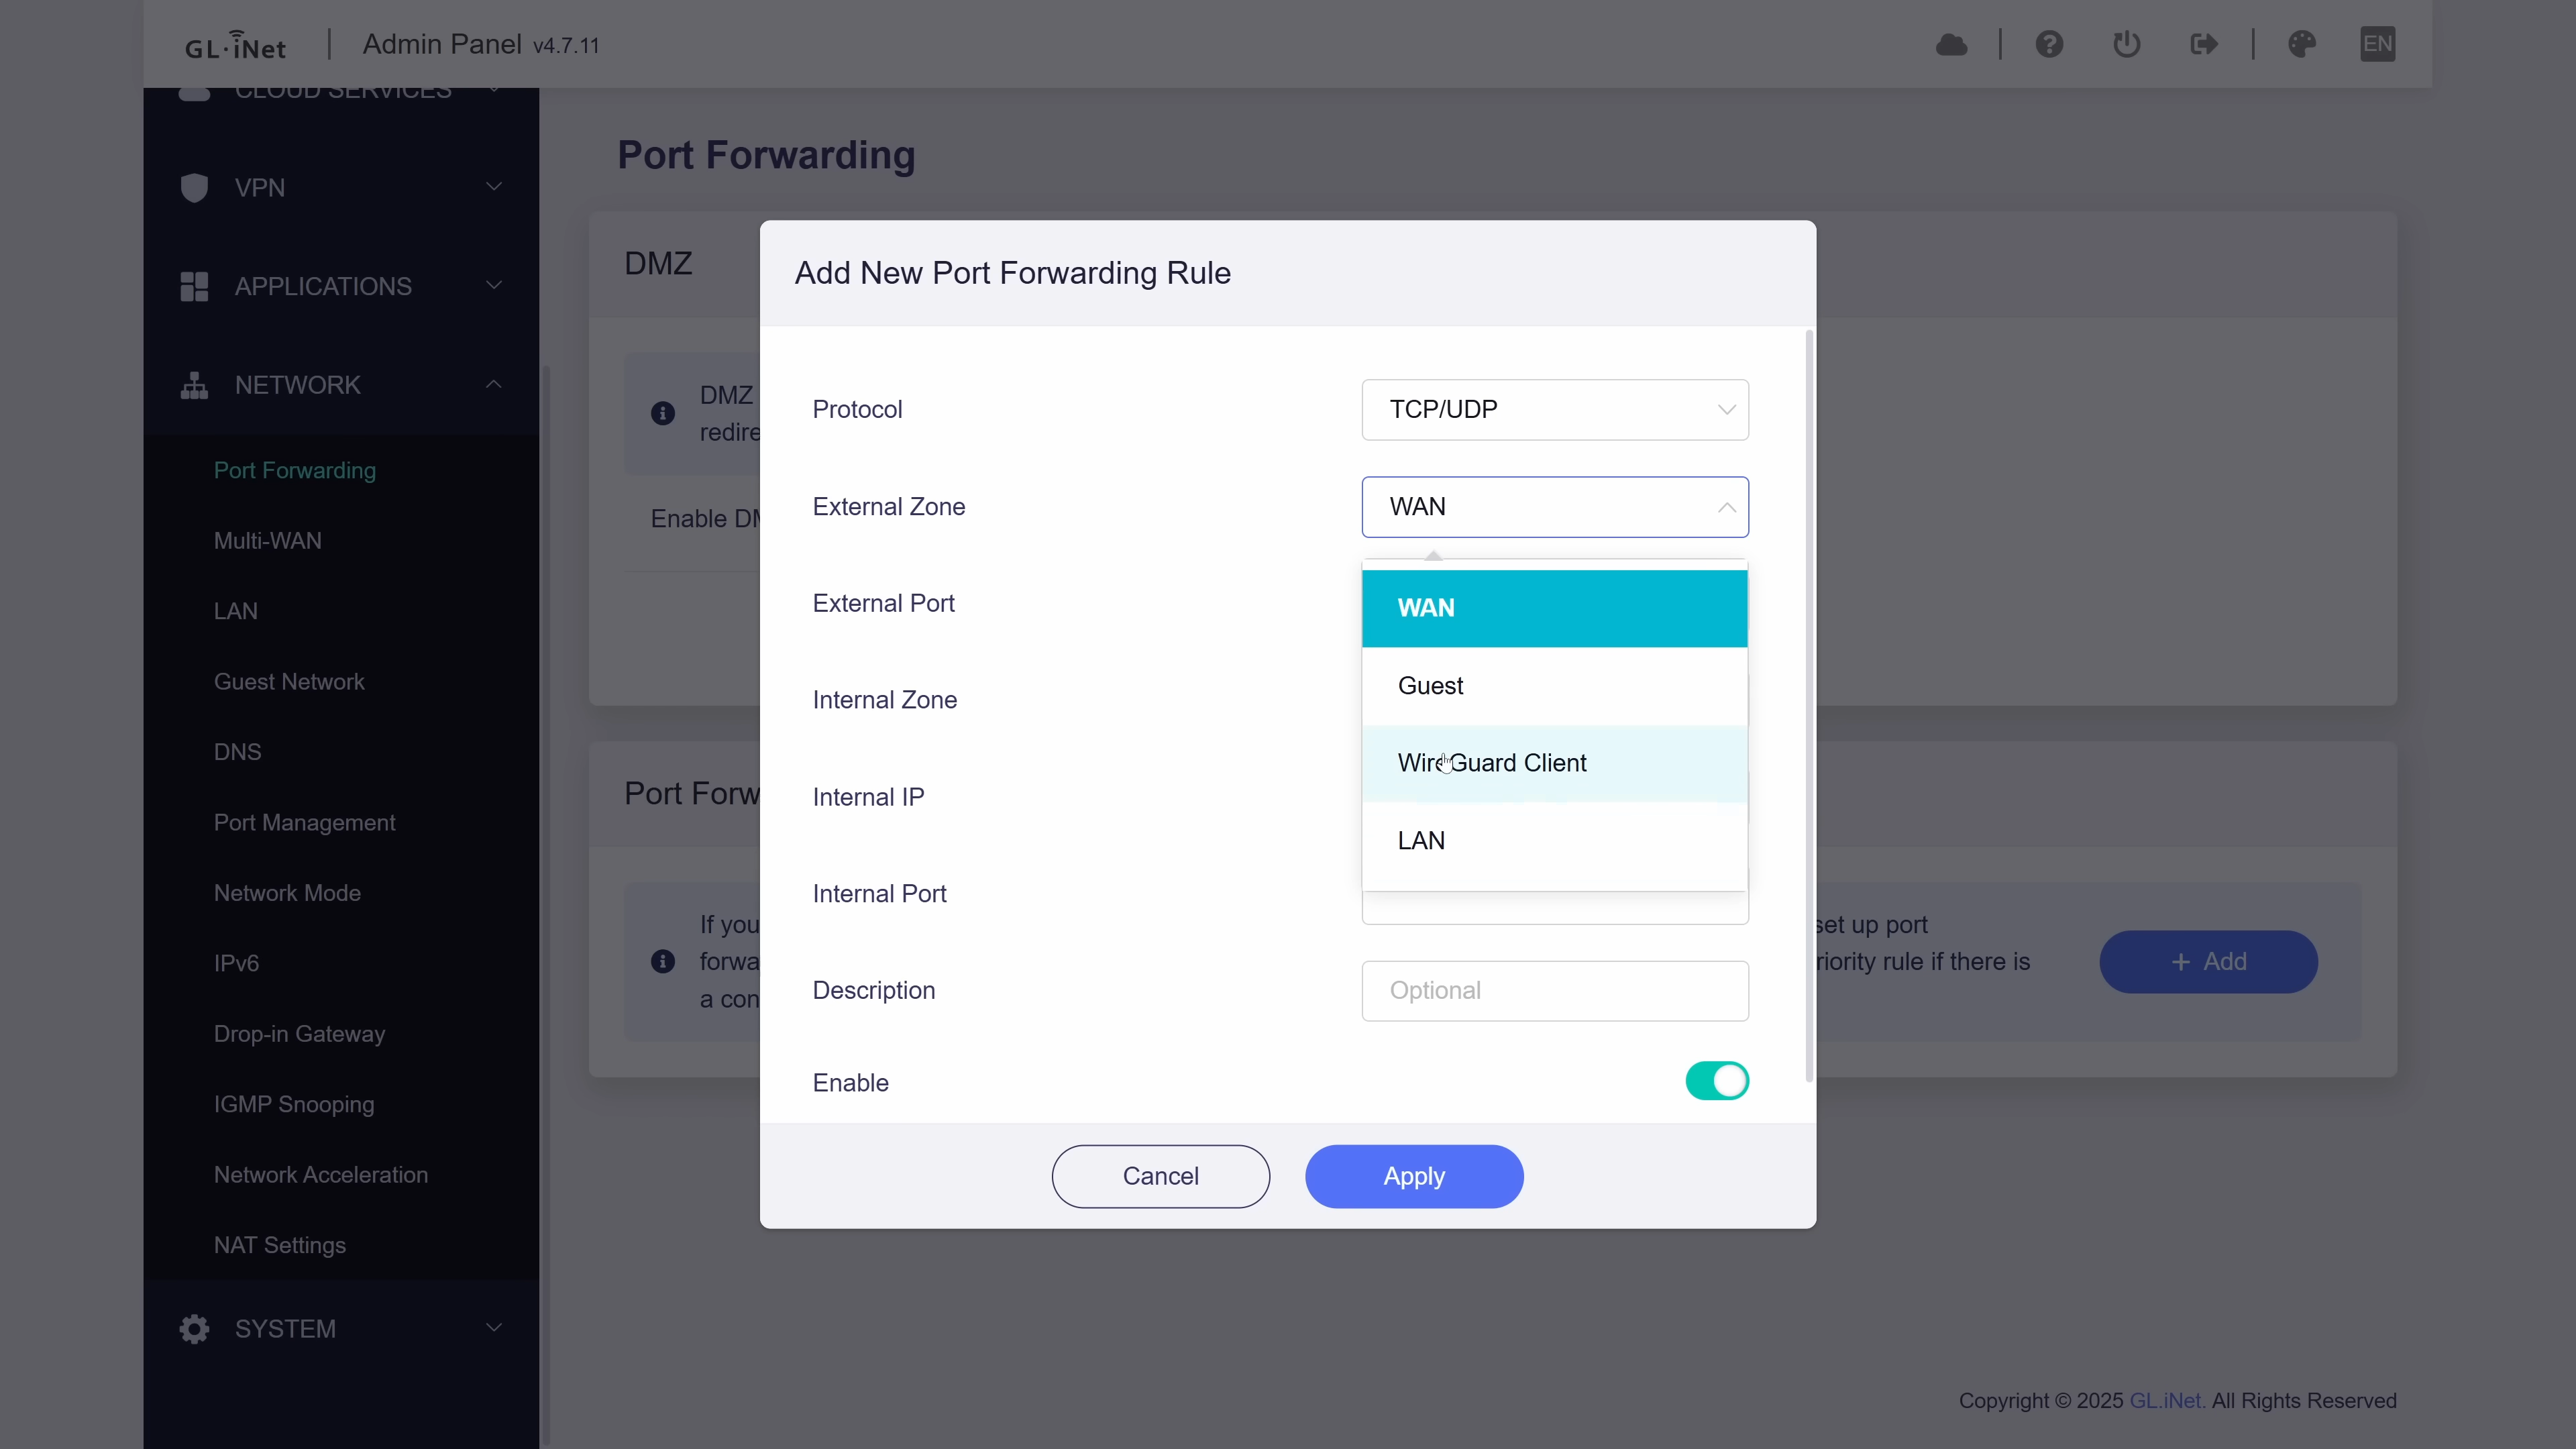 GL·iNet
Admin Panel v4.7.11
EN
CLOUD SERVICES
VPN
APPLICATIONS
NETWORK
Port Forwarding
Multi-WAN
LAN
Guest Network
DNS
Port Management
Network Mode
IPv6
Drop-in Gateway
IGMP Snooping
Network Acceleration
NAT Settings
SYSTEM
Port Forwarding
DMZ
DMZ
redire
Enable DM
Port Forw
If you
forwa
a con
set up port
riority rule if there is
+ Add
Add New Port Forwarding Rule
Protocol
TCP/UDP
External Zone
WAN
External Port
WAN
Guest
Internal Zone
WireGuard Client
Internal IP
LAN
Internal Port
Description
Optional
Enable
Cancel
Apply
Copyright © 2025 GL.iNet. All Rights Reserved